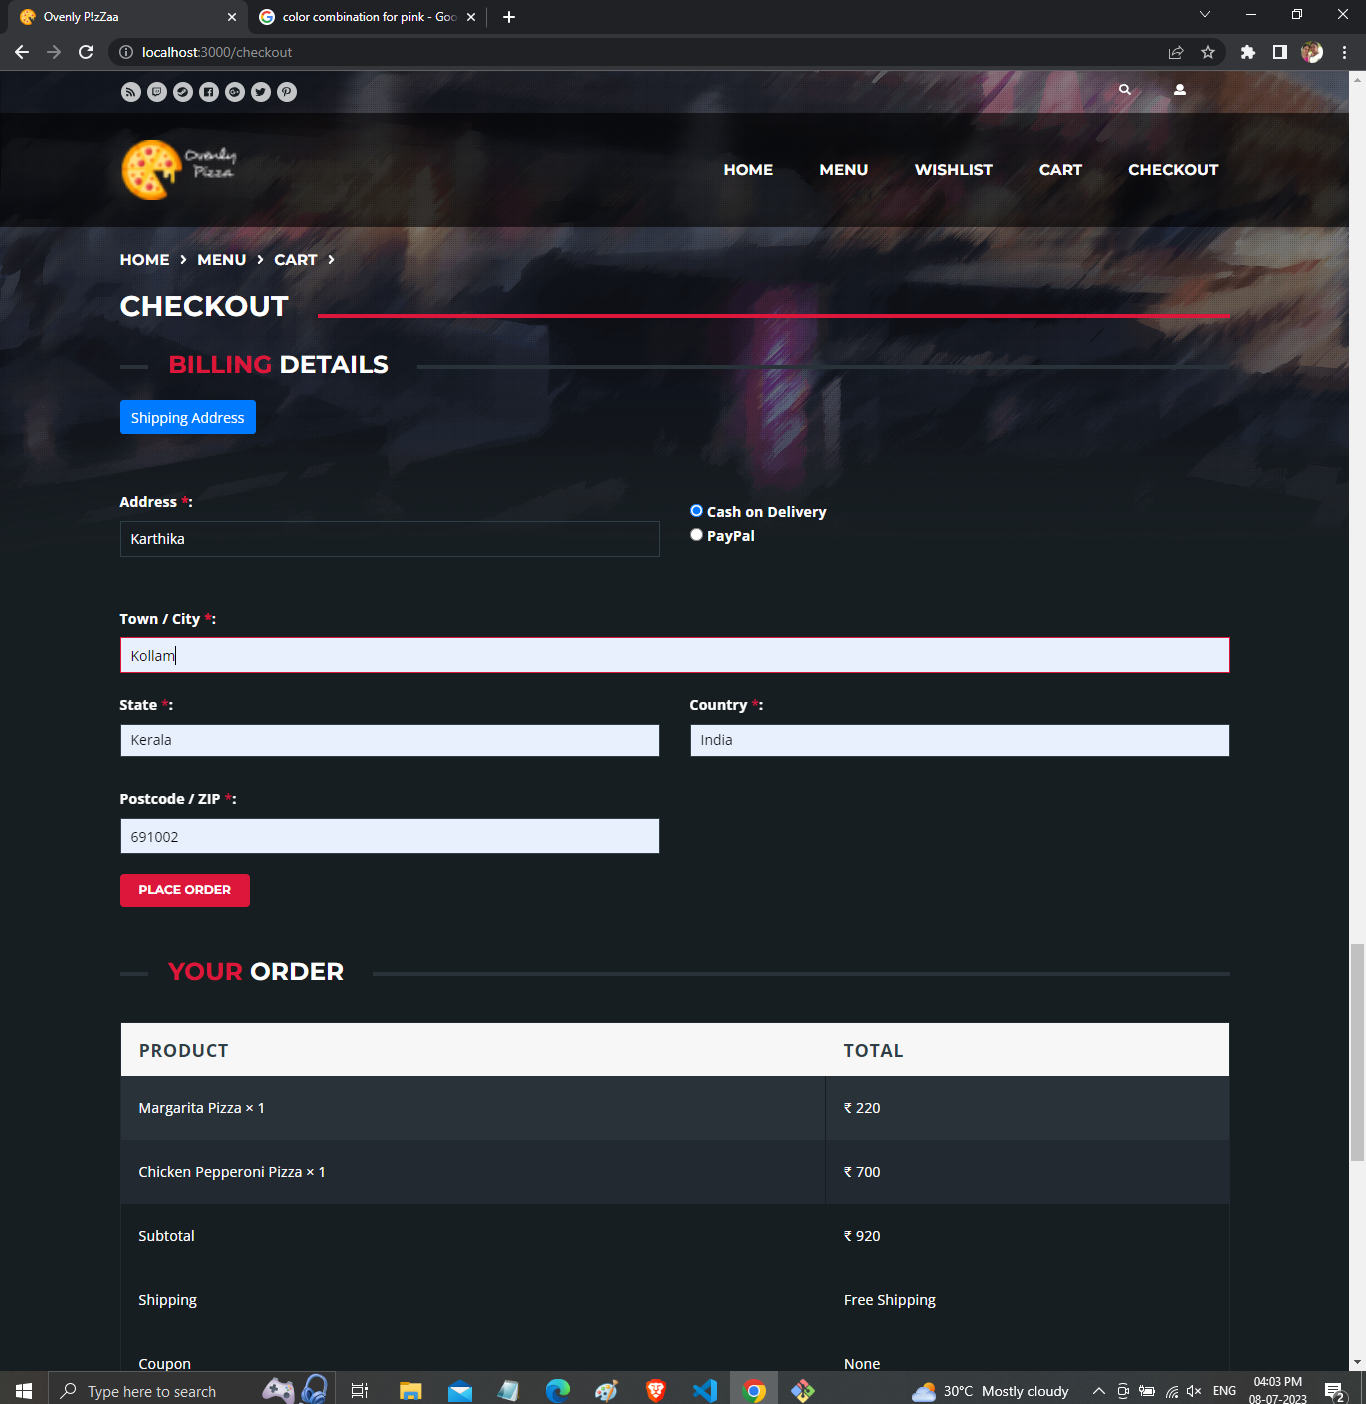 Ovenly P!zZaa
color combination for pink - Goo
localhost:3000/checkout
Ovenly
Pizza
HOME MENU WISHLIST CART CHECKOUT
HOME > MENU > CART >
CHECKOUT
BILLING DETAILS
Shipping Address
Address *:
Karthika
Cash on Delivery
PayPal
Town / City *:
Kollam
State *:
Country *:
Kerala
India
Postcode / ZIP *:
691002
PLACE ORDER
YOUR ORDER
PRODUCT TOTAL
Margarita Pizza × 1 ₹ 220
Chicken Pepperoni Pizza × 1 ₹ 700
Subtotal ₹ 920
Shipping Free Shipping
Coupon None
Type here to search
30°C Mostly cloudy
ENG
04:03 PM
08-07-2023
2